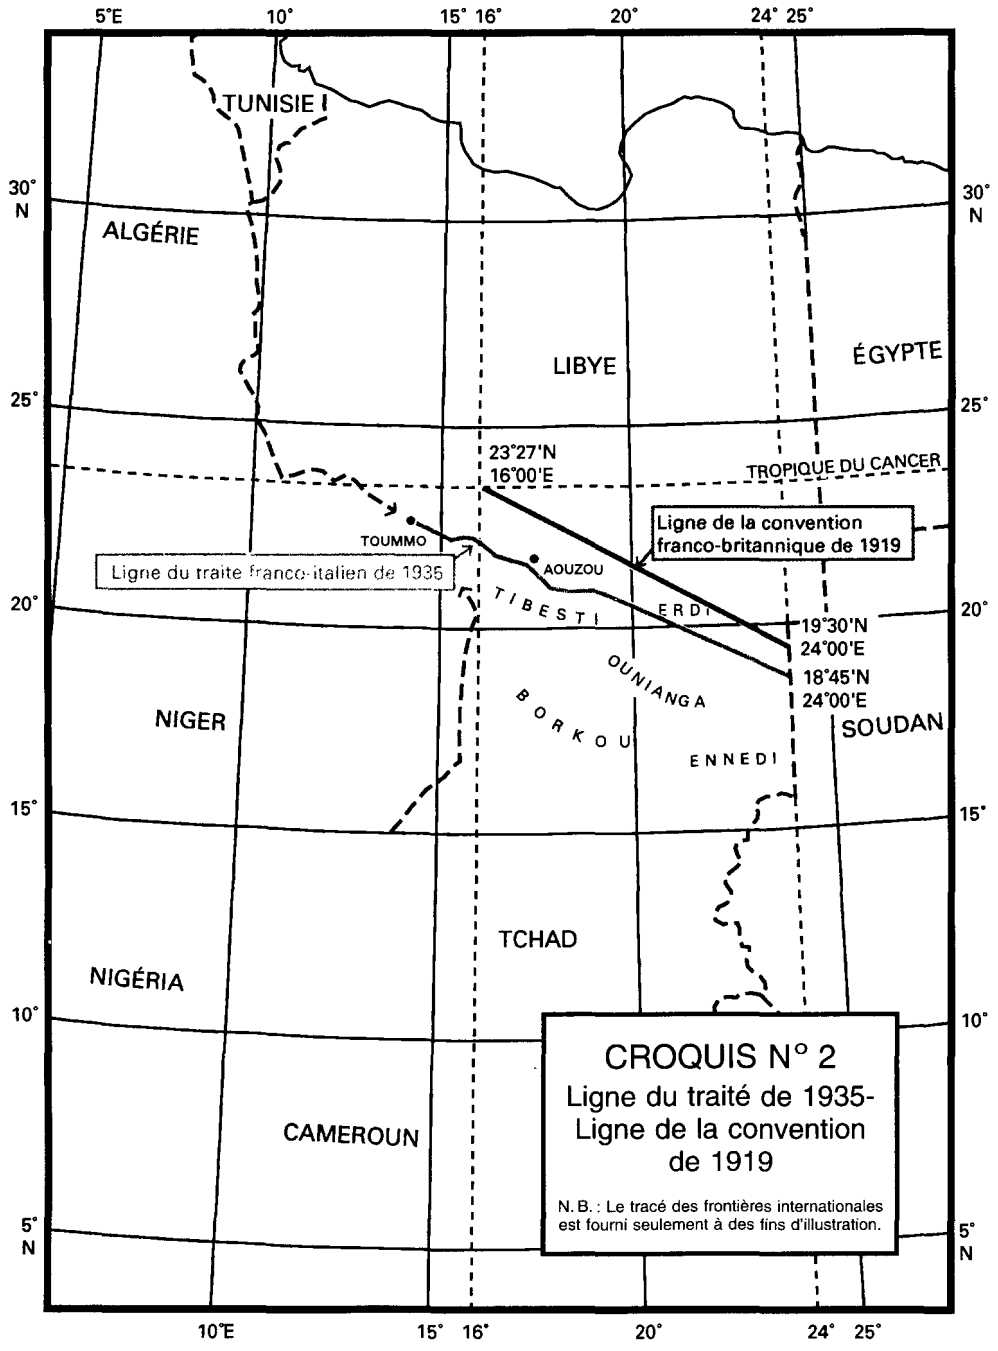 5°E 10° 15° 16° 20° 24° 25°
TUNISIE
30°
N
30°
N
ALGÉRIE
LIBYE
ÉGYPTE
25°
25°
23°27'N
16°00'E
TROPIQUE DU CANCER
Ligne de la convention
franco-britannique de 1919
TOUMMO
AOUZOU
Ligne du traite franco-italien de 1935
20°
20°
TIBESTI
ERDI
19°30'N
24°00'E
OUNIANGA
18°45'N
24°00'E
BORKOU
NIGER
SOUDAN
ENNEDI
15°
15°
TCHAD
NIGÉRIA
10°
10°
CROQUIS N° 2
Ligne du traité de 1935-
Ligne de la convention
de 1919
CAMEROUN
N.B.: Le tracé des frontières internationales
est fourni seulement à des fins d'illustration.
5°
N
5°
N
10°E 15° 16° 20° 24° 25°